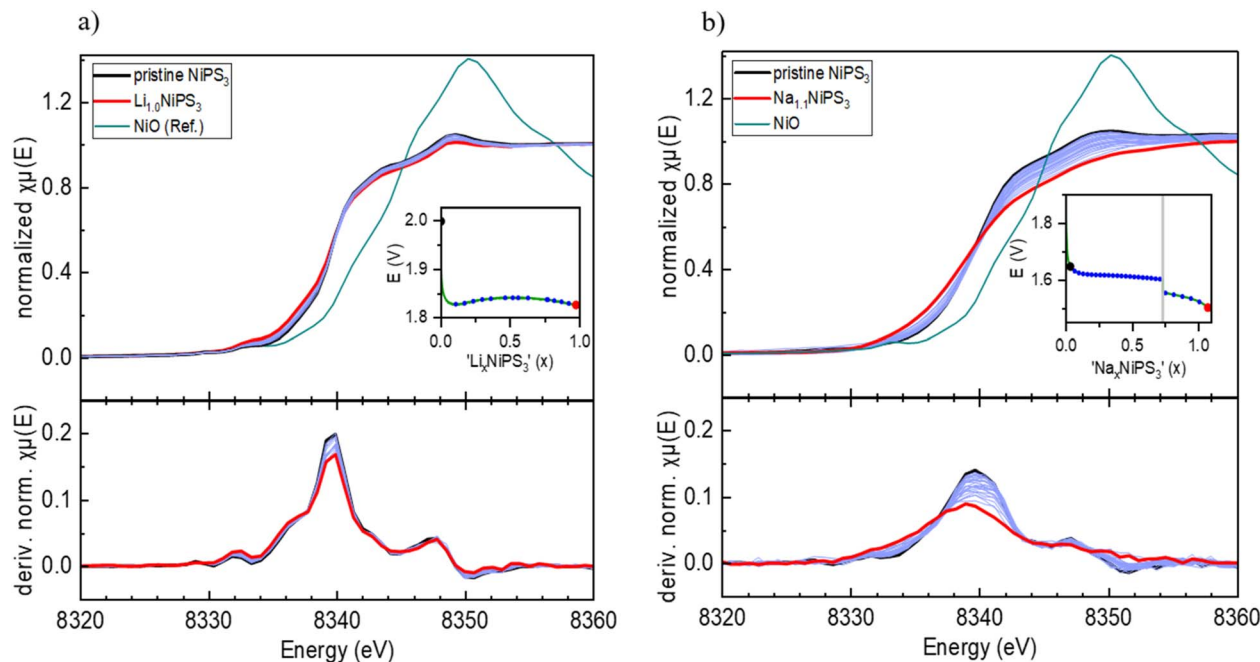 a)
normalized χμ(E)
1.2
0.8
0.4
0.0
pristine NiPS₃
Li₁.₀NiPS₃
NiO (Ref.)
E (V)
2.0
1.9
1.8
0.0 0.5 1.0
'LiₓNiPS₃' (x)
deriv. norm. χμ(E)
0.2
0.1
0.0
8320 8330 8340 8350 8360
Energy (eV)
b)
normalized χμ(E)
1.2
0.8
0.4
0.0
pristine NiPS₃
Na₁.₁NiPS₃
NiO
E (V)
1.8
1.6
0.0 0.5 1.0
'NaₓNiPS₃' (x)
deriv. norm. χμ(E)
0.2
0.1
0.0
8320 8330 8340 8350 8360
Energy (eV)